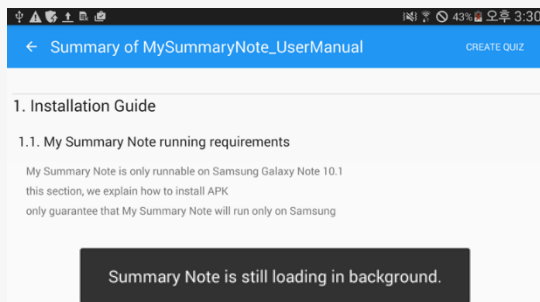 43% 오후 3:30
← Summary of MySummaryNote_UserManual CREATE QUIZ
1. Installation Guide
1.1. My Summary Note running requirements
My Summary Note is only runnable on Samsung Galaxy Note 10.1
this section, we explain how to install APK
only guarantee that My Summary Note will run only on Samsung
Summary Note is still loading in background.